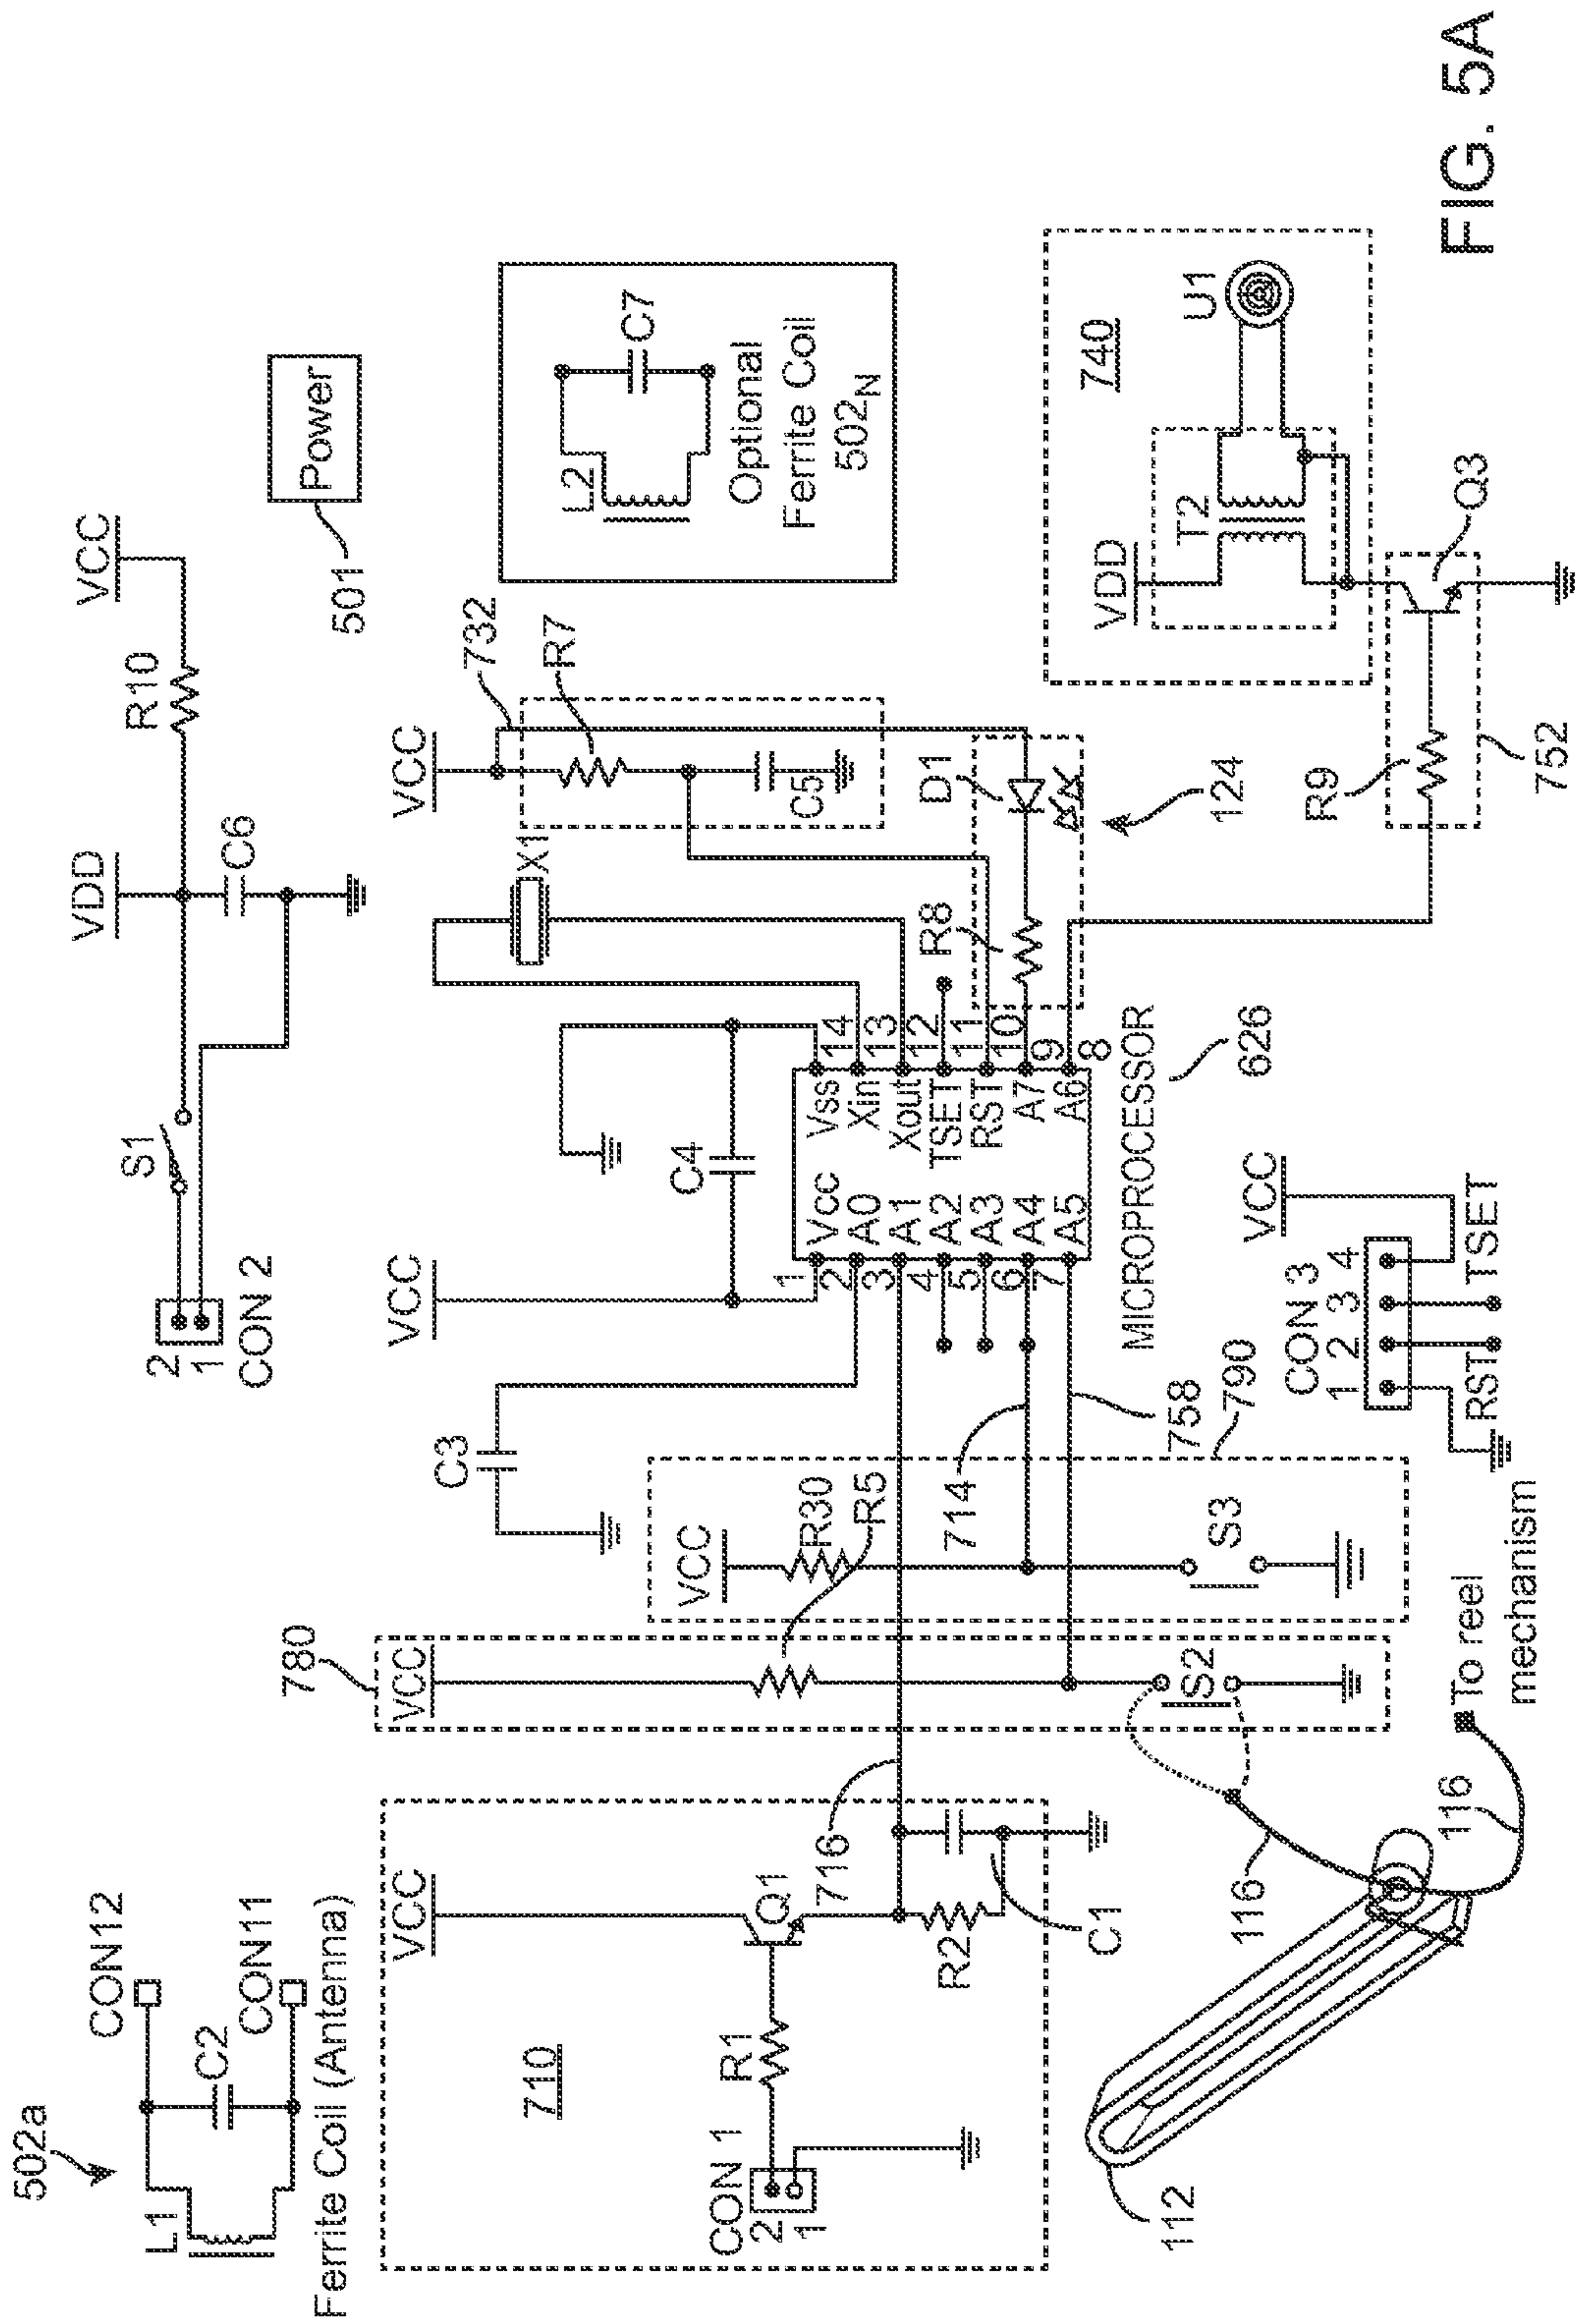 502a
L1
C2
CON12
CON11
Ferrite Coil (Antenna)
CON 2
2
1
S1
VDD
C6
R10
VCC
501
Power
710
CON 1
2
1
R1
Q1
VCC
R2
C1
716
780
VCC
R5
S2
790
VCC
R30
S3
714
758
C3
VCC
C4
1
2
3
4
5
6
7
Vcc
A0
A1
A2
A3
A4
A5
Vss
Xin
Xout
TSET
RST
A7
A6
14
13
12
11
10
9
8
MICROPROCESSOR
626
X1
VCC
732
R7
C5
R8
D1
124
L2
C7
Optional
Ferrite Coil
502N
740
VDD
T2
U1
R9
Q3
752
112
116
116
To reel
mechanism
CON 3
1 2 3 4
VCC
RST
TSET
FIG. 5A